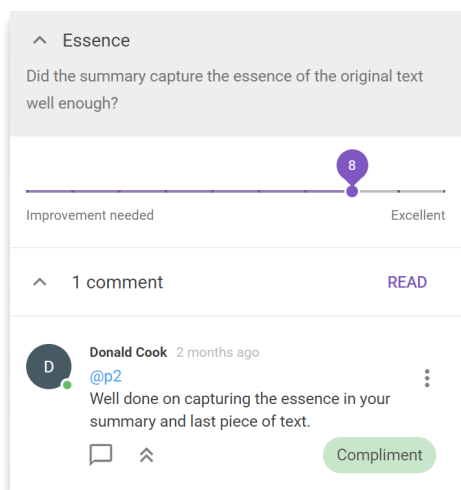 Essence
Did the summary capture the essence of the original text
well enough?
8
Improvement needed
Excellent
1 comment
READ
D
Donald Cook 2 months ago
@p2
Well done on capturing the essence in your
summary and last piece of text.
Compliment